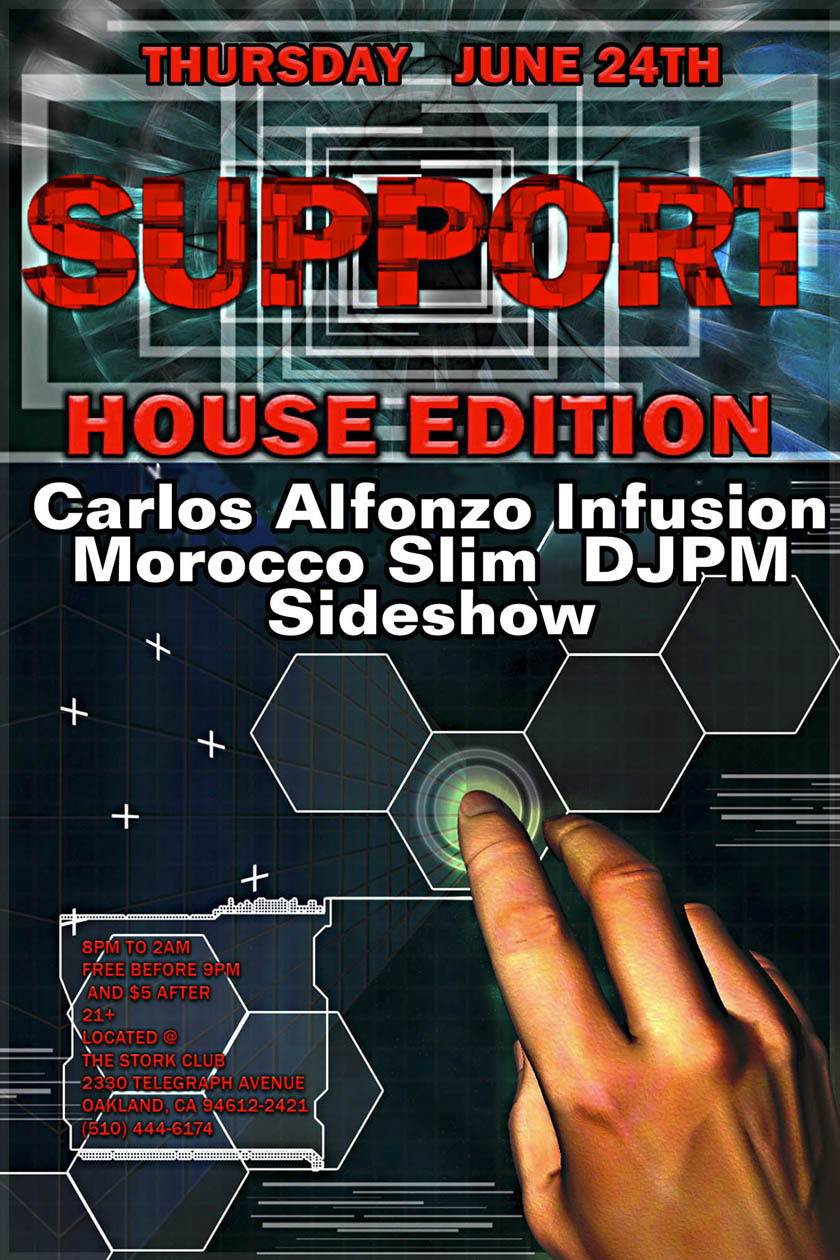 THURSDAY JUNE 24TH
SUPPORT
HOUSE EDITION
Carlos Alfonzo Infusion
Morocco Slim DJPM
Sideshow
8PM TO 2AM
FREE BEFORE 9PM
AND $5 AFTER
21+
LOCATED @
THE STORK CLUB
2330 TELEGRAPH AVENUE
OAKLAND, CA 94612-2421
(510) 444-6174